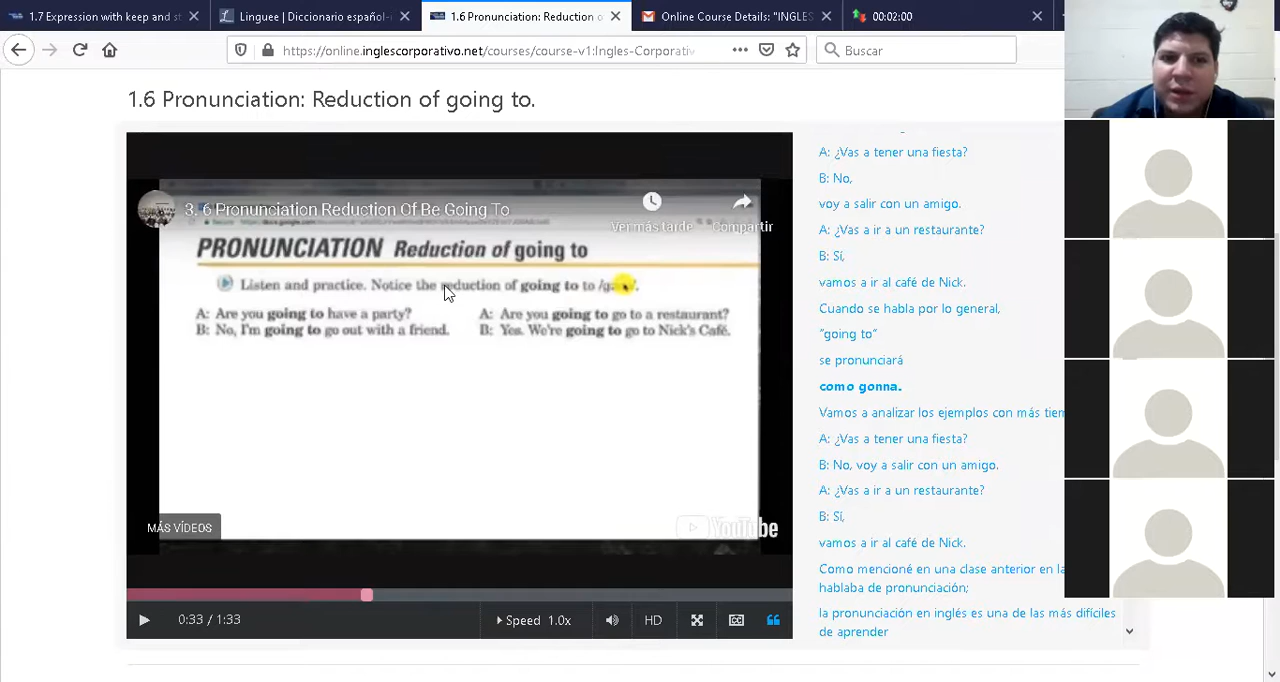 1.7 Expression with keep and st
Linguee | Diccionario español-i
1.6 Pronunciation: Reduction o
Online Course Details: "INGLES
00:02:00
https://online.inglescorporativo.net/courses/course-v1:Ingles-Corporativ
Buscar
1.6 Pronunciation: Reduction of going to.
3. 6 Pronunciation Reduction Of Be Going To
Ver más tarde
Compartir
PRONUNCIATION Reduction of going to
Listen and practice. Notice the reduction of going to to
A: Are you going to have a party?
B: No, I'm going to go out with a friend.
A: Are you going to go to a restaurant?
B: Yes. We're going to go to Nick's Café.
MÁS VÍDEOS
YouTube
0:33 / 1:33
Speed 1.0x
HD
A: ¿Vas a tener una fiesta?
B: No,
voy a salir con un amigo.
A: ¿Vas a ir a un restaurante?
B: Sí,
vamos a ir al café de Nick.
Cuando se habla por lo general,
"going to"
se pronunciará
como gonna.
Vamos a analizar los ejemplos con más tiem
A: ¿Vas a tener una fiesta?
B: No, voy a salir con un amigo.
A: ¿Vas a ir a un restaurante?
B: Sí,
vamos a ir al café de Nick.
Como mencioné en una clase anterior en la
hablaba de pronunciación;
la pronunciación en inglés es una de las más difíciles
de aprender